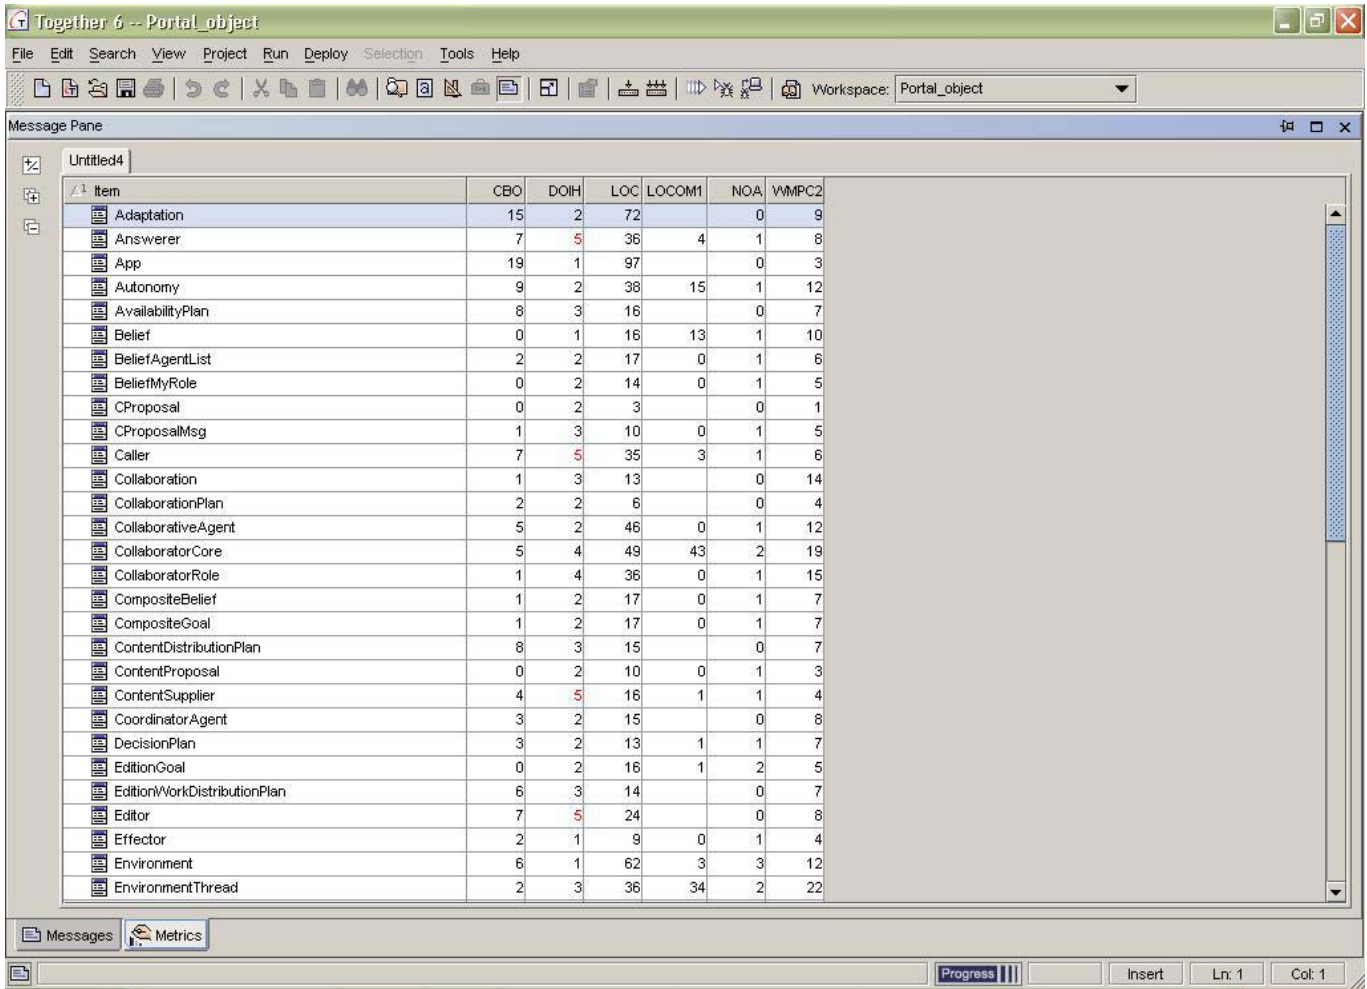 Together 6 -- Portal_object
File Edit Search View Project Run Deploy Selection Tools Help
Workspace: Portal_object
Message Pane
Untitled4
1 Item CBO DOIH LOC LOCOM1 NOA WMPC2
Adaptation 15 2 72 0 9
Answerer 7 5 36 4 1 8
App 19 1 97 0 3
Autonomy 9 2 38 15 1 12
AvailabilityPlan 8 3 16 0 7
Belief 0 1 16 13 1 10
BeliefAgentList 2 2 17 0 1 6
BeliefMyRole 0 2 14 0 1 5
CProposal 0 2 3 0 1
CProposalMsg 1 3 10 0 1 5
Caller 7 5 35 3 1 6
Collaboration 1 3 13 0 14
CollaborationPlan 2 2 6 0 4
CollaborativeAgent 5 2 46 0 1 12
CollaboratorCore 5 4 49 43 2 19
CollaboratorRole 1 4 36 0 1 15
CompositeBelief 1 2 17 0 1 7
CompositeGoal 1 2 17 0 1 7
ContentDistributionPlan 8 3 15 0 7
ContentProposal 0 2 10 0 1 3
ContentSupplier 4 5 16 1 1 4
CoordinatorAgent 3 2 15 0 8
DecisionPlan 3 2 13 1 1 7
EditionGoal 0 2 16 1 2 5
EditionWorkDistributionPlan 6 3 14 0 7
Editor 7 5 24 0 8
Effector 2 1 9 0 1 4
Environment 6 1 62 3 3 12
EnvironmentThread 2 3 36 34 2 22
Messages Metrics
Progress Insert Ln: 1 Col: 1